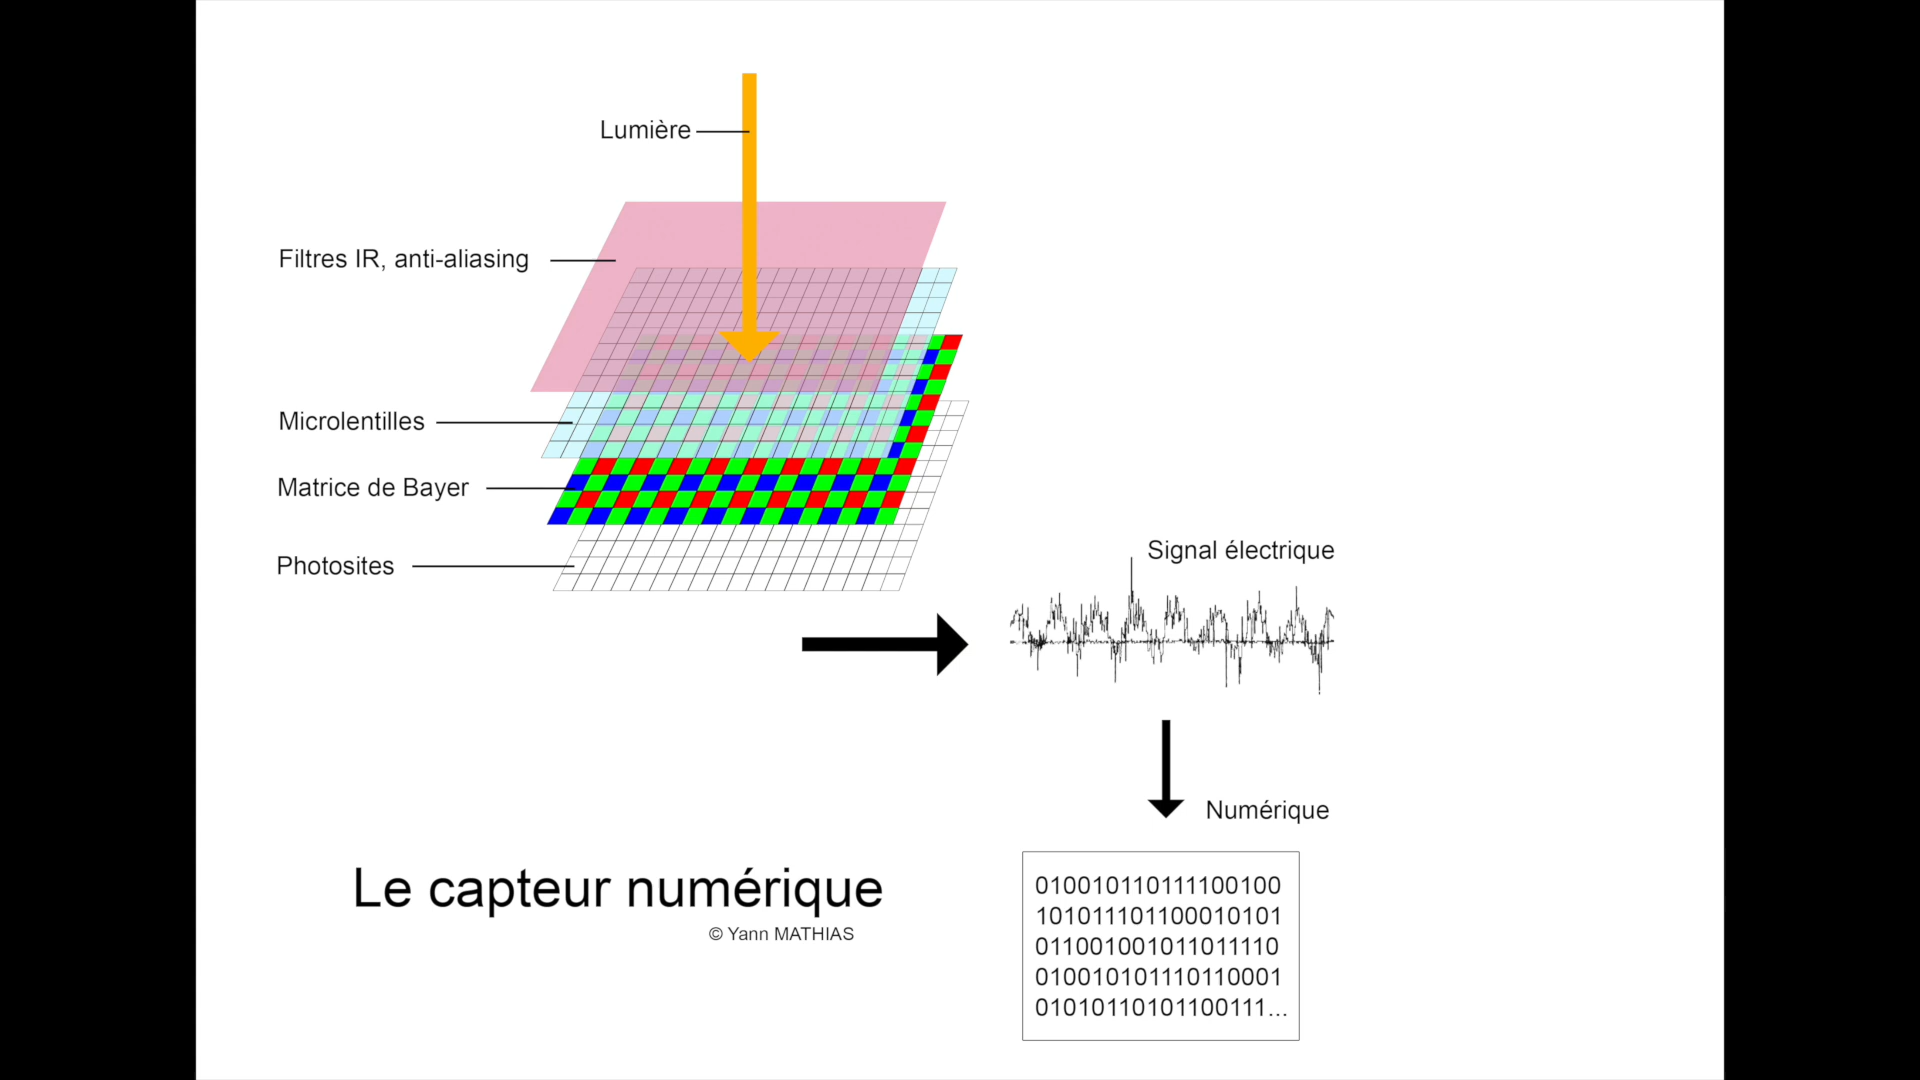 Lumière
Filtres IR, anti-aliasing
Microlentilles
Matrice de Bayer
Photosites
Signal électrique
Numérique
Le capteur numérique
© Yann MATHIAS
010010110111100100
101011101100010101
011001001011011110
010010101110110001
01010110101100111...